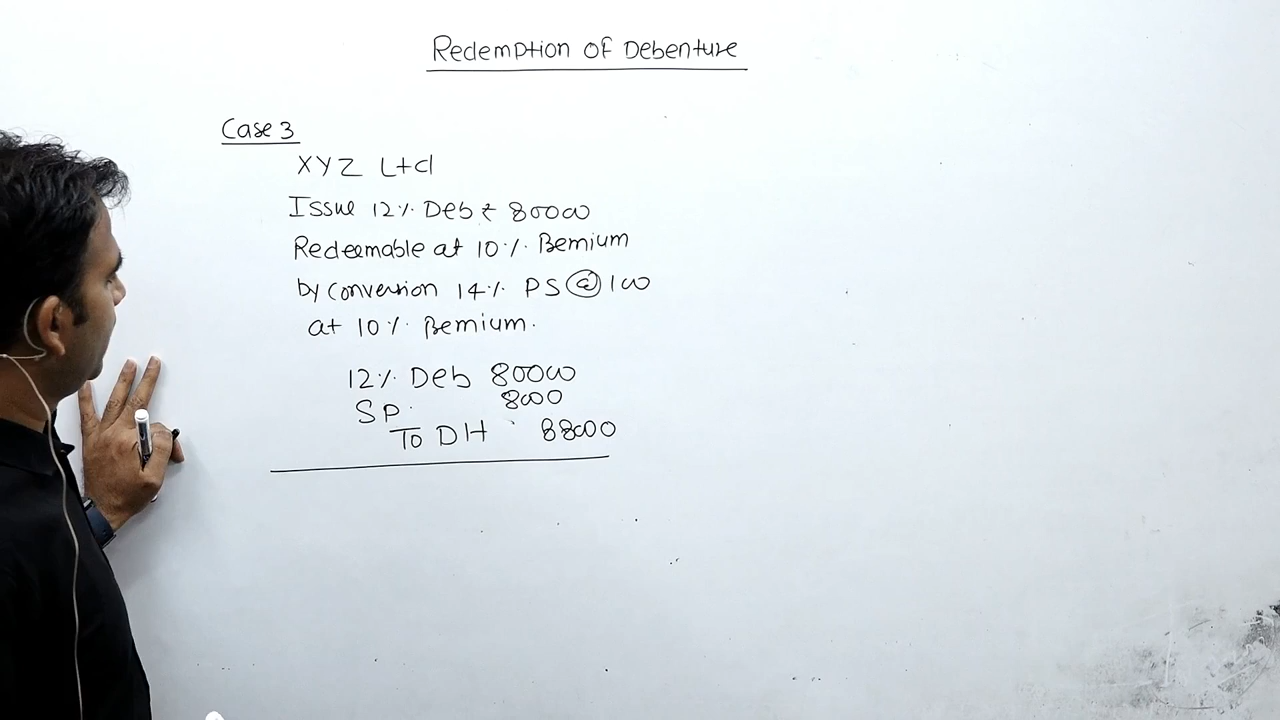 Redemption of Debenture
Case 3
XYZ Ltd
Issue 12% Deb ₹ 80000
Redeemable at 10% Premium
by conversion 14% PS @ 100
at 10% Premium.
12% Deb 80000
SP. 8000
To DH 88000